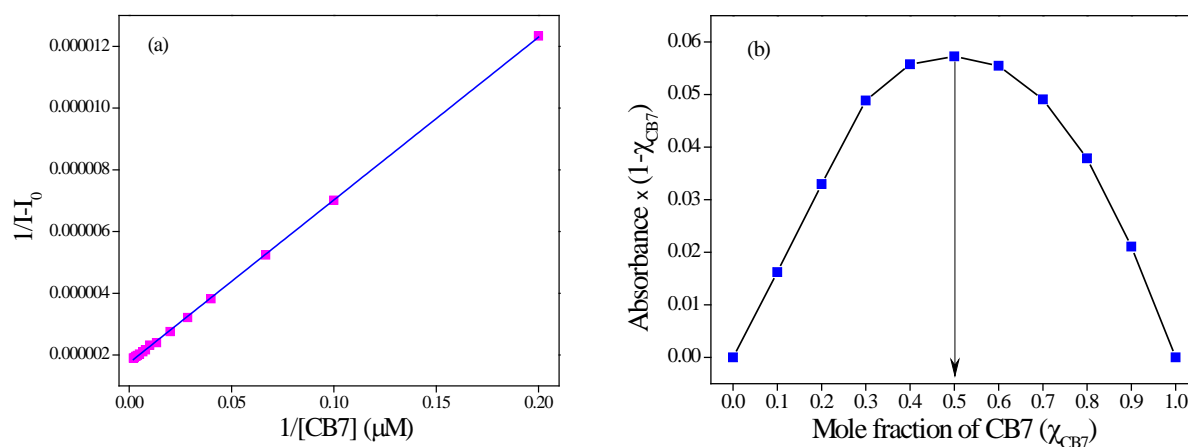 (a)
0.000012
0.000010
0.000008
0.000006
0.000004
0.000002
1/I-I₀
0.00 0.05 0.10 0.15 0.20
1/[CB7] (μM)
(b)
0.06
0.05
0.04
0.03
0.02
0.01
0.00
Absorbance x (1-χCB7)
0.0 0.1 0.2 0.3 0.4 0.5 0.6 0.7 0.8 0.9 1.0
Mole fraction of CB7 (χCB7)